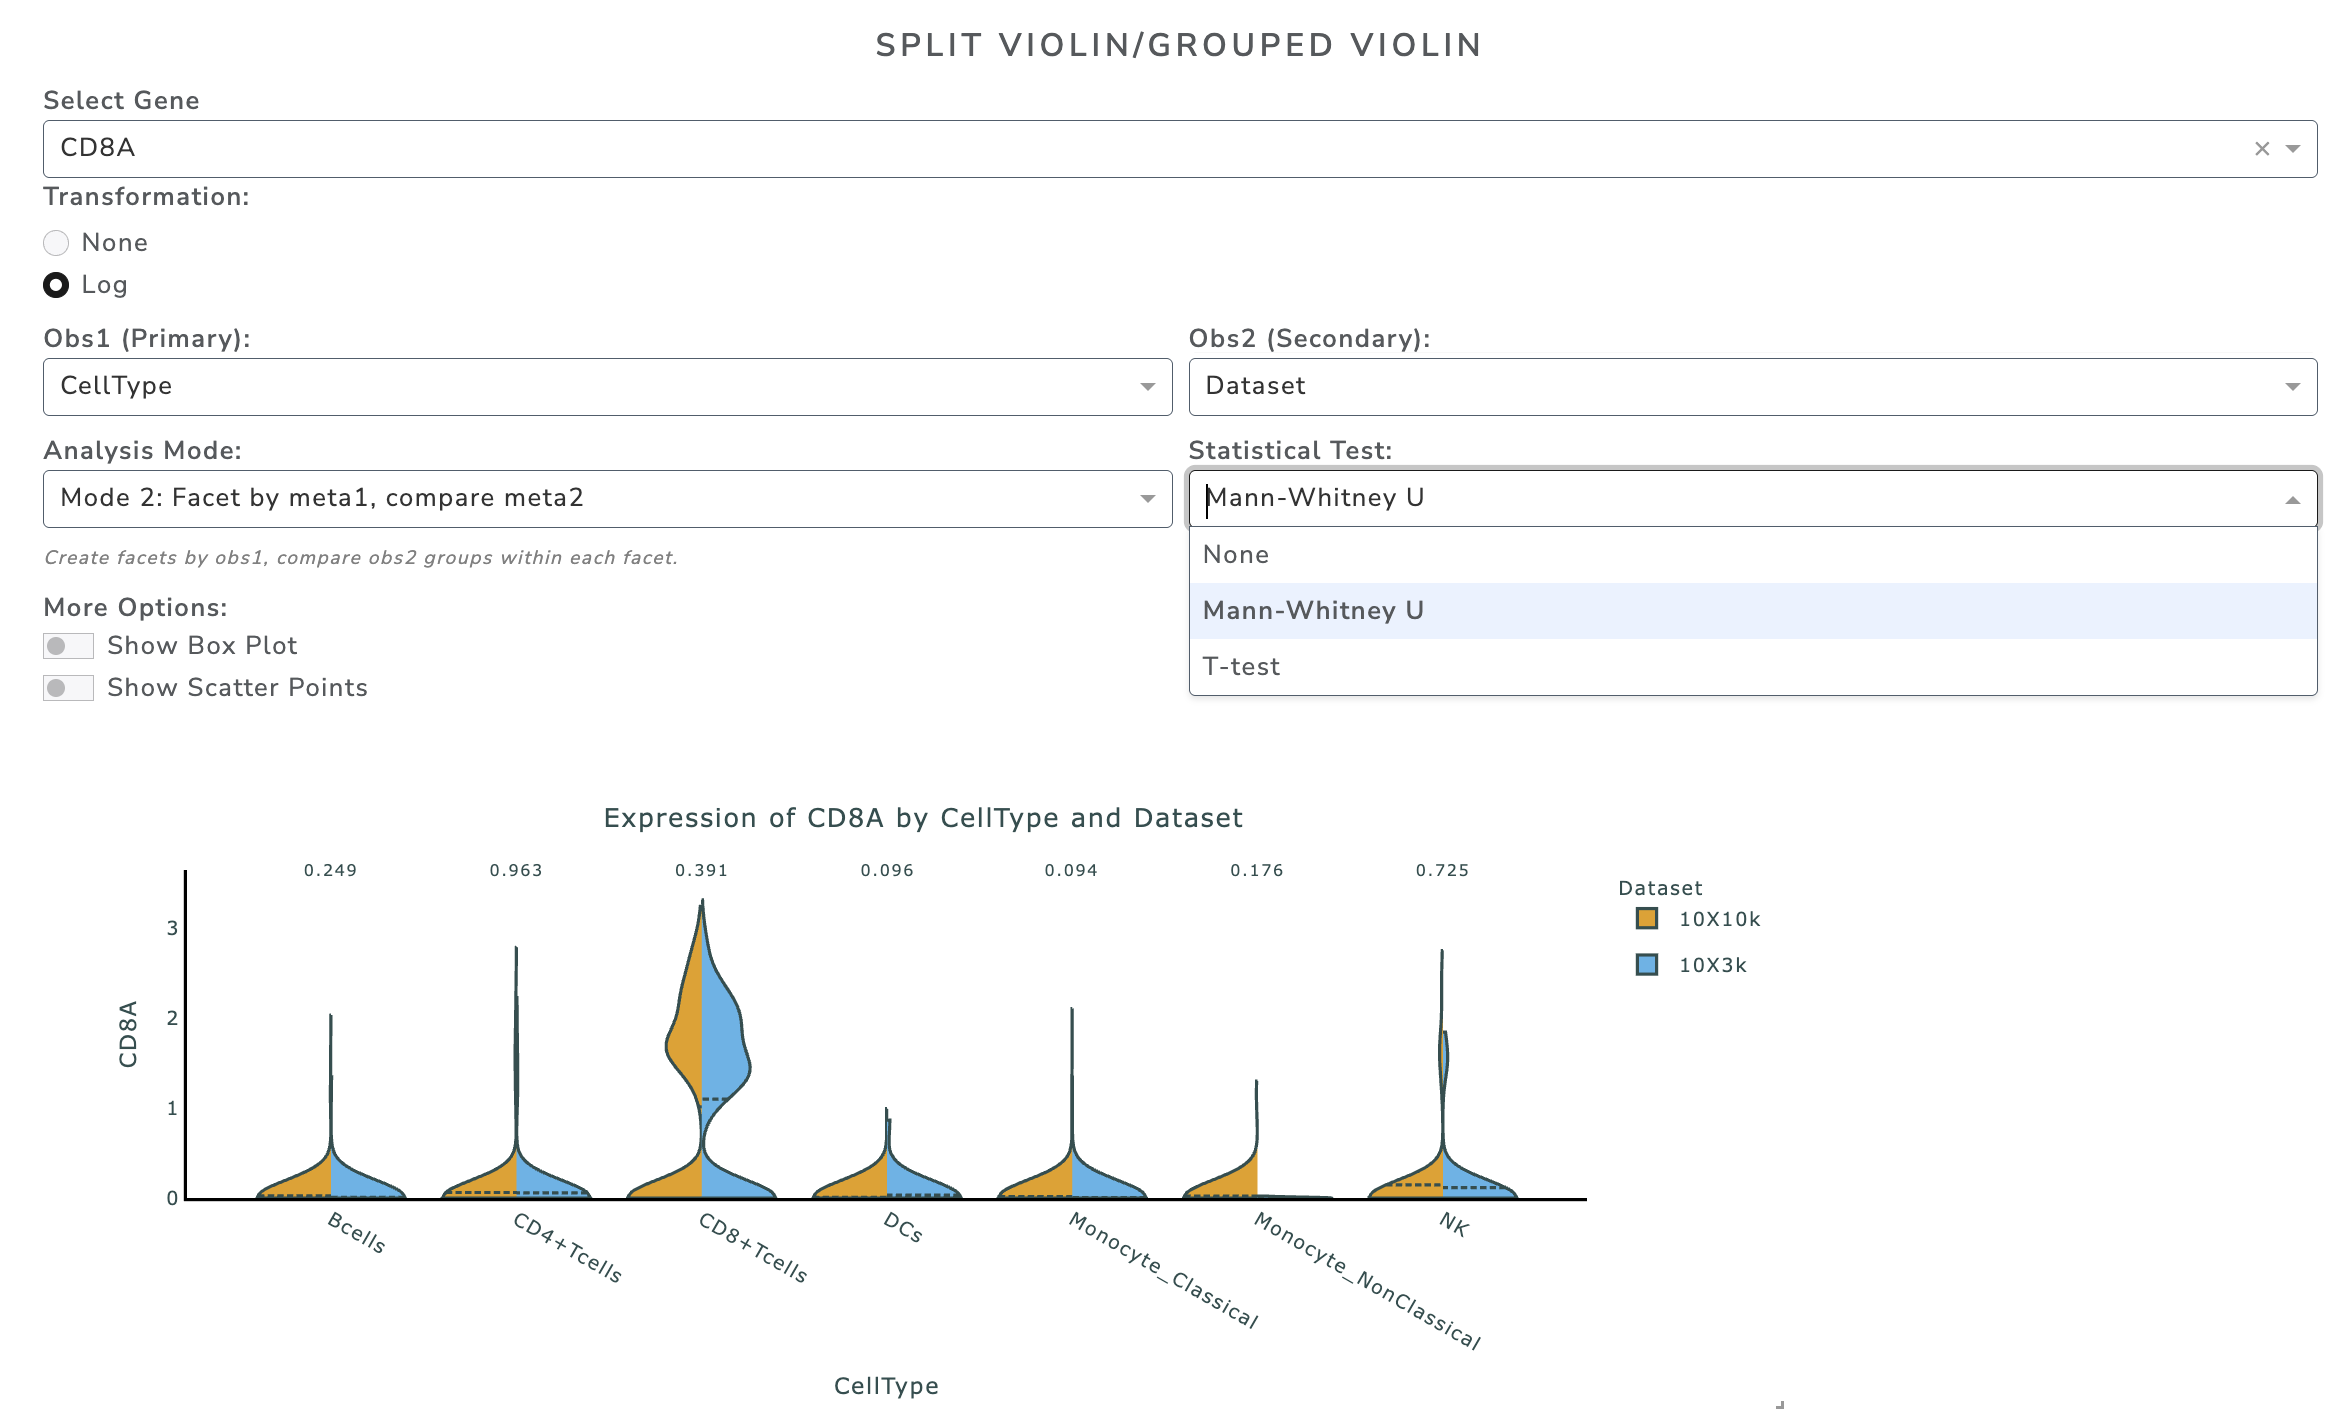 SPLIT VIOLIN/GROUPED VIOLIN
Select Gene
CD8A
Transformation:
None
Log
Obs1 (Primary):
Obs2 (Secondary):
CellType
Dataset
Analysis Mode:
Statistical Test:
Mode 2: Facet by meta1, compare meta2
Mann-Whitney U
Create facets by obs1, compare obs2 groups within each facet.
None
Mann-Whitney U
T-test
More Options:
Show Box Plot
Show Scatter Points
Expression of CD8A by CellType and Dataset
0.249 0.963 0.391 0.096 0.094 0.176 0.725
Dataset
10X10k
10X3k
3
2
1
0
CD8A
Bcells
CD4+Tcells
CD8+Tcells
DCs
Monocyte_Classical
Monocyte_NonClassical
NK
CellType